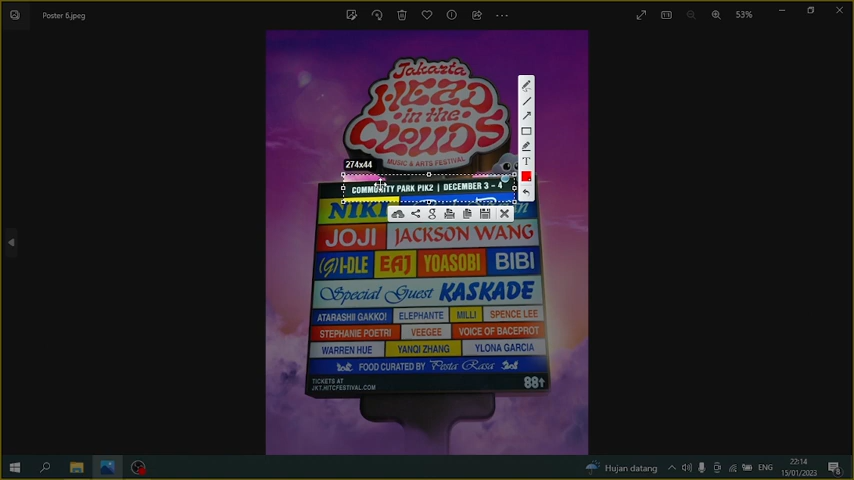 Poster 6.jpeg
53%
Jakarta
HEAD
in the
CLOUDS
MUSIC & ARTS FESTIVAL
274x44
COMMUNITY PARK PIK2 | DECEMBER 3 - 4
NIKI
JOJI JACKSON WANG
(G)I-DLE EAJ YOASOBI BIBI
Special Guest KASKADE
ATARASHII GAKKO! ELEPHANTE MILLI SPENCE LEE
STEPHANIE POETRI VEEGEE VOICE OF BACEPROT
WARREN HUE YANQI ZHANG YLONA GARCIA
FOOD CURATED BY Pesta Rasa
TICKETS AT
JKT.HITCFESTIVAL.COM
88↑
Hujan datang
ENG
22:14
15/01/2023